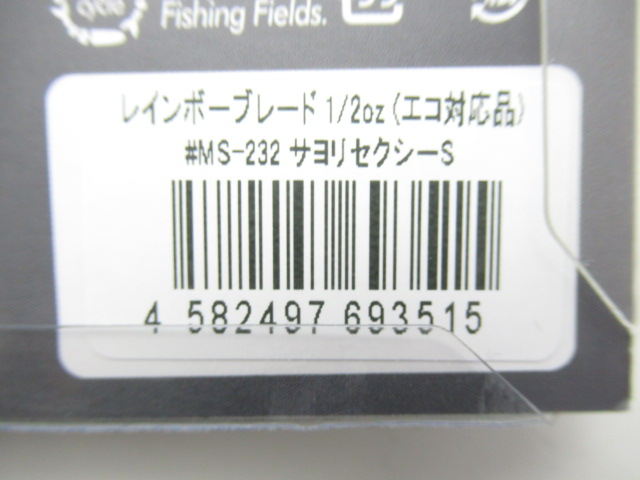 cycle
Fishing Fields.
レインボーブレード 1/2oz(エコ対応品)
#MS-232 サヨリセクシーS
4 582497 693515